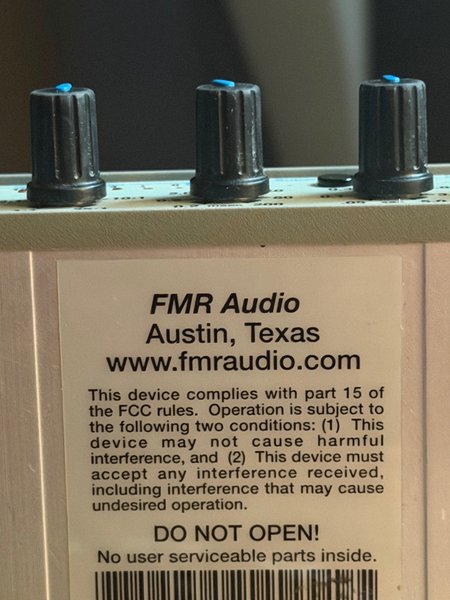 FMR Audio
Austin, Texas
www.fmraudio.com
This device complies with part 15 of
the FCC rules. Operation is subject to
the following two conditions: (1) This
device may not cause harmful
interference, and (2) This device must
accept any interference received,
including interference that may cause
undesired operation.
DO NOT OPEN!
No user serviceable parts inside.